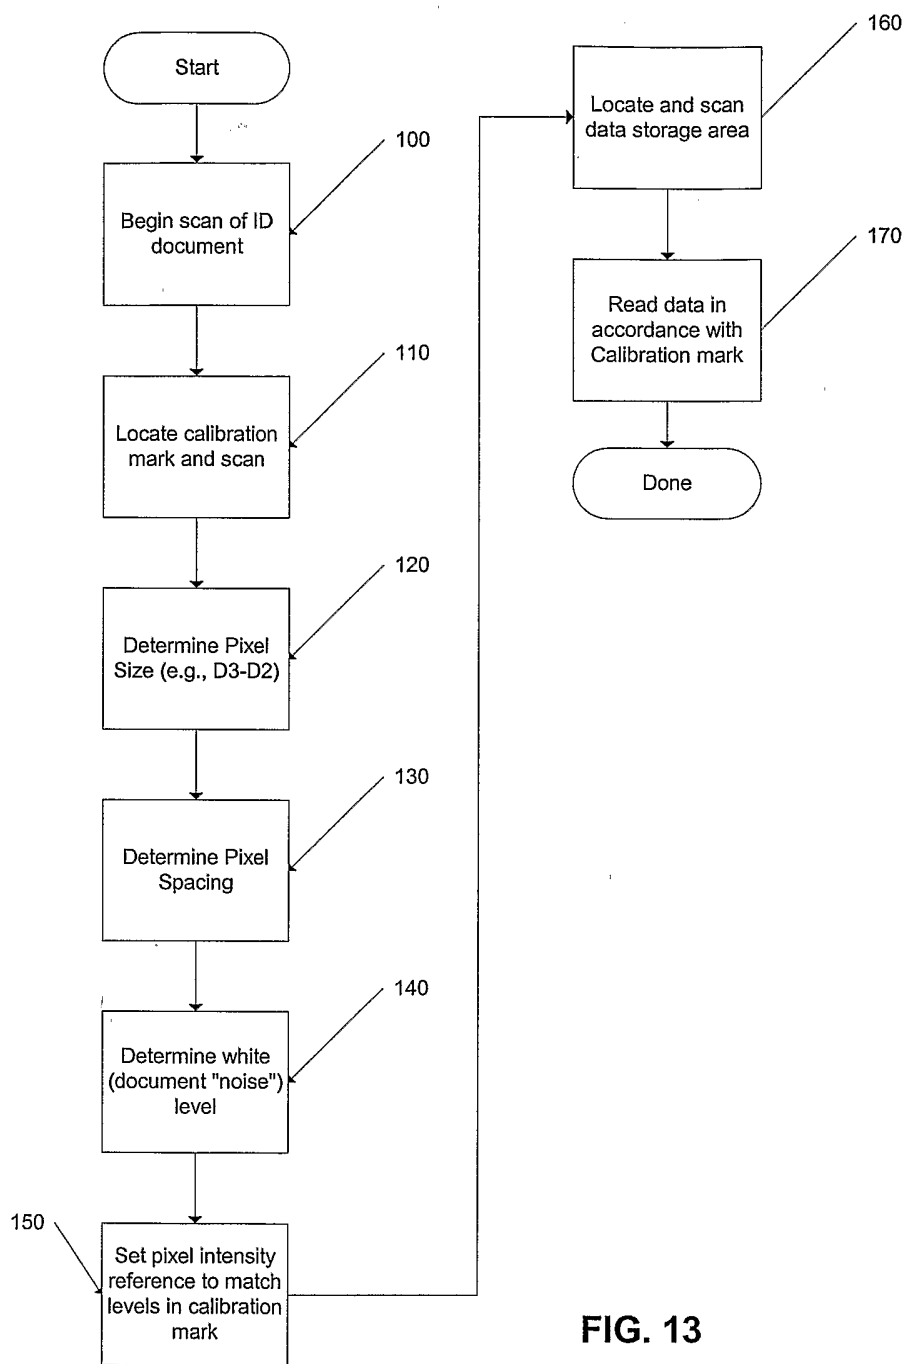 Start
100
Begin scan of ID
document
110
Locate calibration
mark and scan
120
Determine Pixel
Size (e.g., D3-D2)
130
Determine Pixel
Spacing
140
Determine white
(document "noise")
level
150
Set pixel intensity
reference to match
levels in calibration
mark
160
Locate and scan
data storage area
170
Read data in
accordance with
Calibration mark
Done
FIG. 13